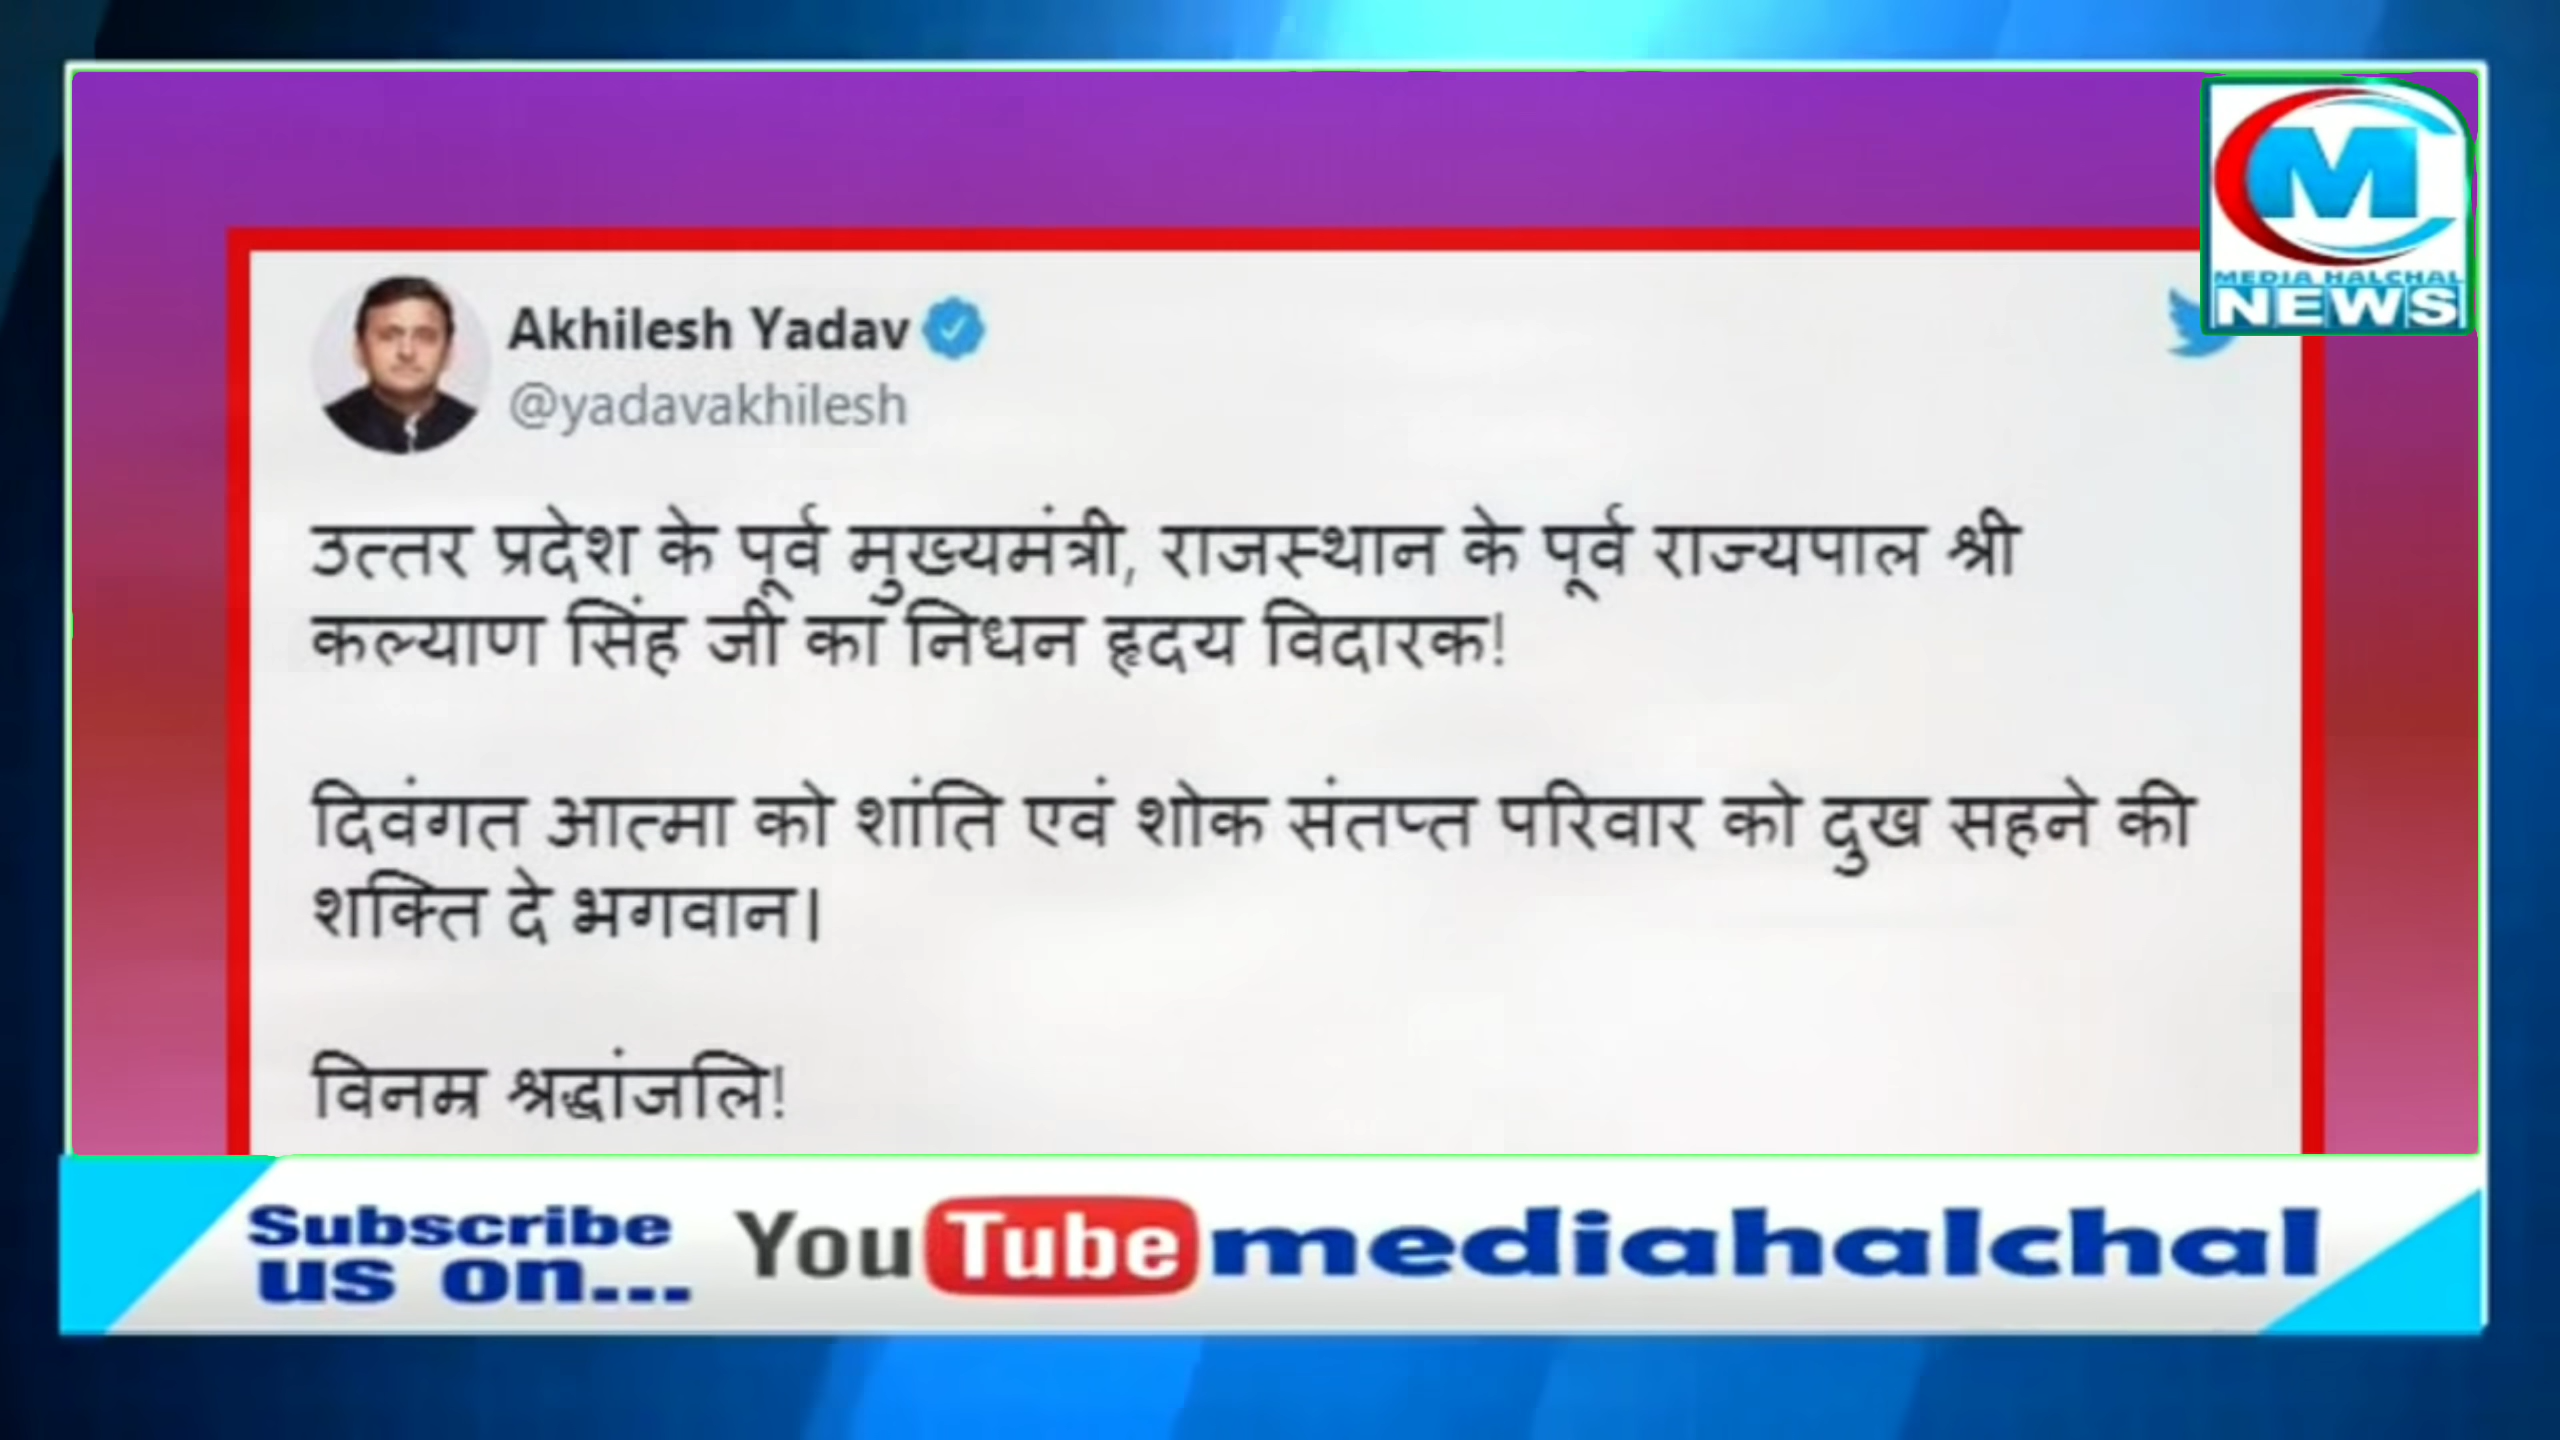 MEDIA HALCHAL
NEWS
Akhilesh Yadav
@yadavakhilesh
उत्तर प्रदेश के पूर्व मुख्यमंत्री, राजस्थान के पूर्व राज्यपाल श्री
कल्याण सिंह जी का निधन हृदय विदारक!
दिवंगत आत्मा को शांति एवं शोक संतप्त परिवार को दुख सहने की
शक्ति दे भगवान।
विनम्र श्रद्धांजलि!
Subscribe
us on...
YouTube mediahalchal